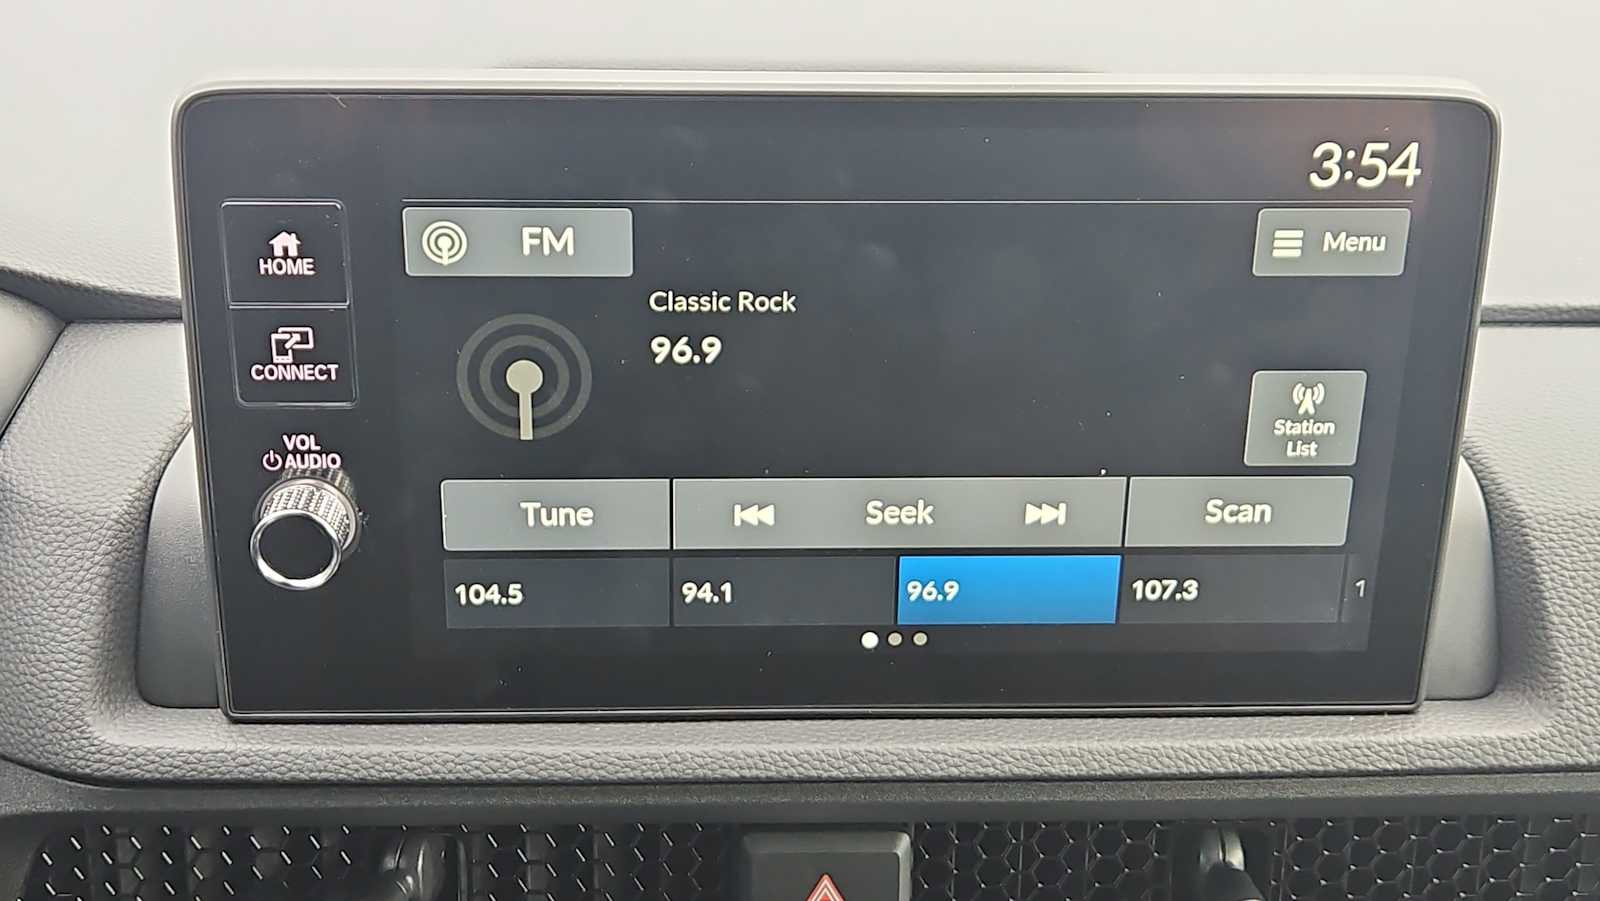 3:54
HOME
FM
Menu
Classic Rock
96.9
CONNECT
Station
List
VOL
AUDIO
Tune
Seek
Scan
104.5
94.1
96.9
107.3
1